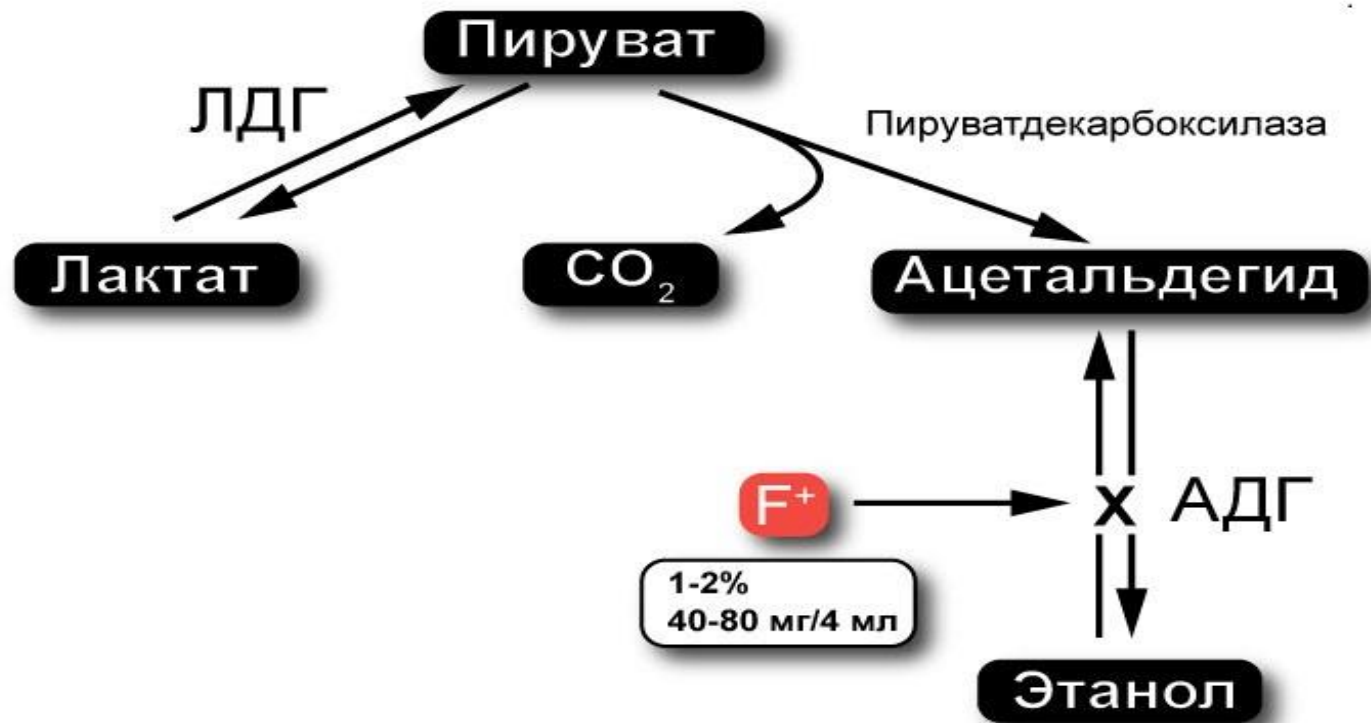 Пируват
ЛДГ
Пируватдекарбоксилаза
Лактат
CO₂
Ацетальдегид
F⁺
X
АДГ
1-2%
40-80 мг/4 мл
Этанол